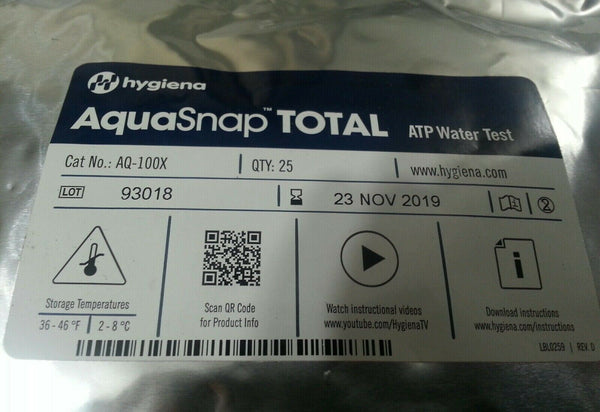 hygiena
AquaSnap™ TOTAL ATP Water Test
Cat No.: AQ-100X | QTY: 25 | www.hygiena.com
LOT 93018 23 NOV 2019 2
Storage Temperatures
36 - 46 °F | 2 - 8 °C
Scan QR Code
for Product Info
Watch instructional videos
www.youtube.com/HygienaTV
Download instructions
www.hygiena.com/instructions
LBL0259 | REV. D